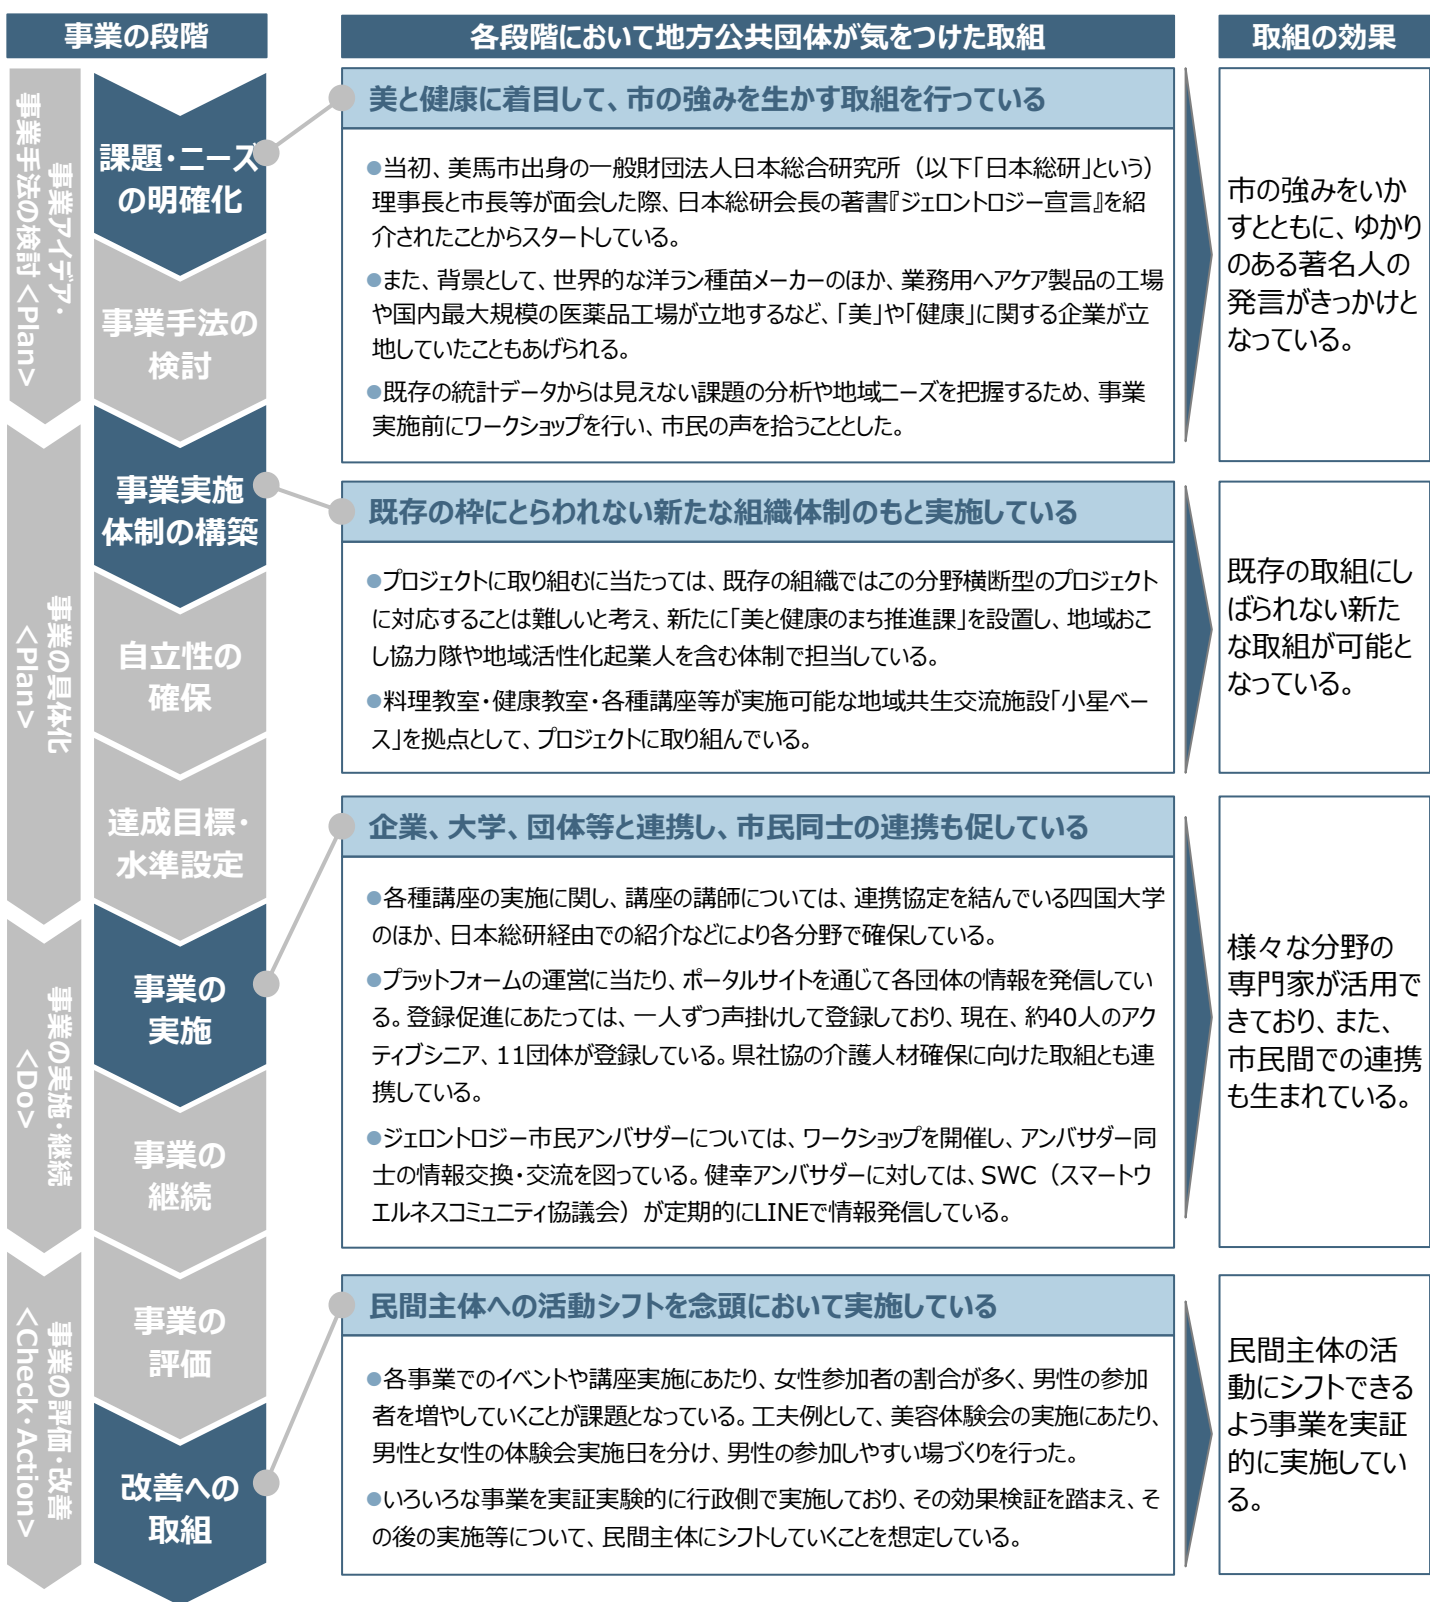 事業の段階
各段階において地方公共団体が気をつけた取組
取組の効果
事業アイデア・
事業手法の検討 <Plan>
課題・ニーズ
の明確化
事業手法の
検討
美と健康に着目して、市の強みを生かす取組を行っている
●当初、美馬市出身の一般財団法人日本総合研究所（以下「日本総研」という）
理事長と市長等が面会した際、日本総研会長の著書『ジェロントロジー宣言』を紹
介されたことからスタートしている。
●また、背景として、世界的な洋ラン種苗メーカーのほか、業務用ヘアケア製品の工場
や国内最大規模の医薬品工場が立地するなど、「美」や「健康」に関する企業が立
地していたこともあげられる。
●既存の統計データからは見えない課題の分析や地域ニーズを把握するため、事業
実施前にワークショップを行い、市民の声を拾うこととした。
市の強みをいか
すとともに、ゆかり
のある著名人の
発言がきっかけと
なっている。
事業の具体化
<Plan>
事業実施
体制の構築
自立性の
確保
達成目標・
水準設定
既存の枠にとらわれない新たな組織体制のもと実施している
●プロジェクトに取り組むに当たっては、既存の組織ではこの分野横断型のプロジェクト
に対応することは難しいと考え、新たに「美と健康のまち推進課」を設置し、地域おこ
し協力隊や地域活性化起業人を含む体制で担当している。
●料理教室・健康教室・各種講座等が実施可能な地域共生交流施設「小星ベー
ス」を拠点として、プロジェクトに取り組んでいる。
既存の取組にし
ばられない新た
な取組が可能と
なっている。
事業の実施・継続
<Do>
事業の
実施
事業の
継続
企業、大学、団体等と連携し、市民同士の連携も促している
●各種講座の実施に関し、講座の講師については、連携協定を結んでいる四国大学
のほか、日本総研経由での紹介などにより各分野で確保している。
●プラットフォームの運営に当たり、ポータルサイトを通じて各団体の情報を発信してい
る。登録促進にあたっては、一人ずつ声掛けして登録しており、現在、約40人のアク
ティブシニア、11団体が登録している。県社協の介護人材確保に向けた取組とも連
携している。
●ジェロントロジー市民アンバサダーについては、ワークショップを開催し、アンバサダー同
士の情報交換・交流を図っている。健幸アンバサダーに対しては、SWC（スマートウ
エルネスコミュニティ協議会）が定期的にLINEで情報発信している。
様々な分野の
専門家が活用で
きており、また、
市民間での連携
も生まれている。
事業の評価・改善
<Check・Action>
事業の
評価
改善への
取組
民間主体への活動シフトを念頭において実施している
●各事業でのイベントや講座実施にあたり、女性参加者の割合が多く、男性の参加
者を増やしていくことが課題となっている。工夫例として、美容体験会の実施にあたり、
男性と女性の体験会実施日を分け、男性の参加しやすい場づくりを行った。
●いろいろな事業を実証実験的に行政側で実施しており、その効果検証を踏まえ、そ
の後の実施等について、民間主体にシフトしていくことを想定している。
民間主体の活
動にシフトできる
よう事業を実証
的に実施してい
る。